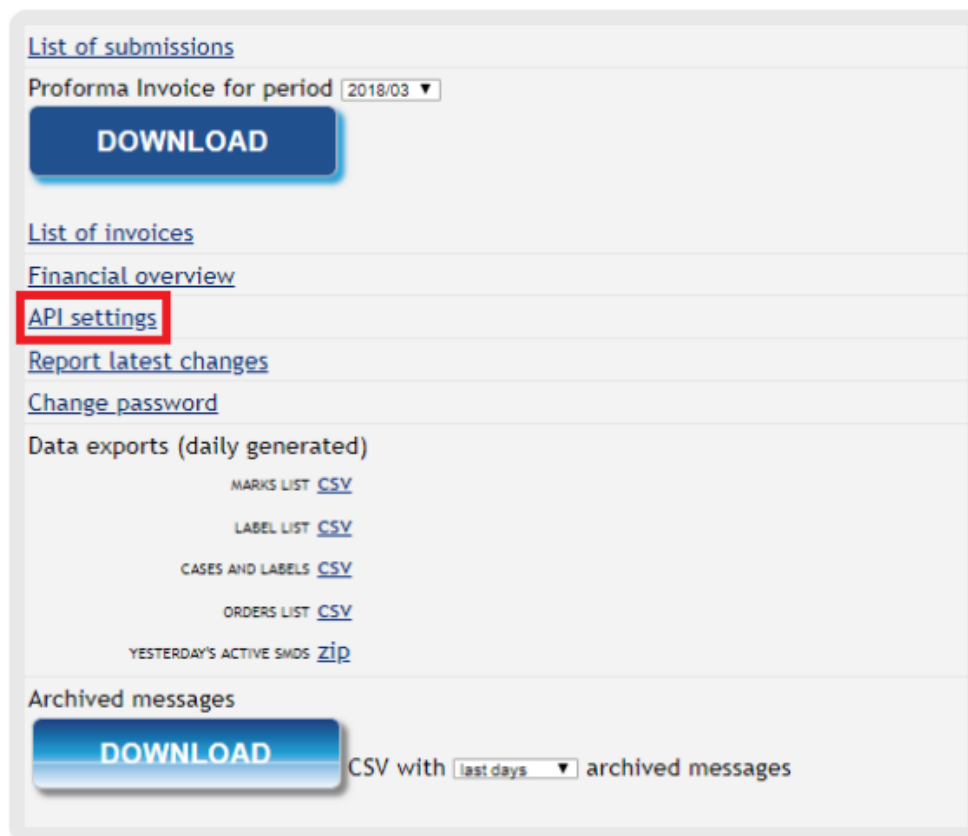 List of submissions
Proforma Invoice for period 2018/03
DOWNLOAD
List of invoices
Financial overview
API settings
Report latest changes
Change password
Data exports (daily generated)
MARKS LIST CSV
LABEL LIST CSV
CASES AND LABELS CSV
ORDERS LIST CSV
YESTERDAY'S ACTIVE SMDS zip
Archived messages
DOWNLOAD CSV with last days archived messages